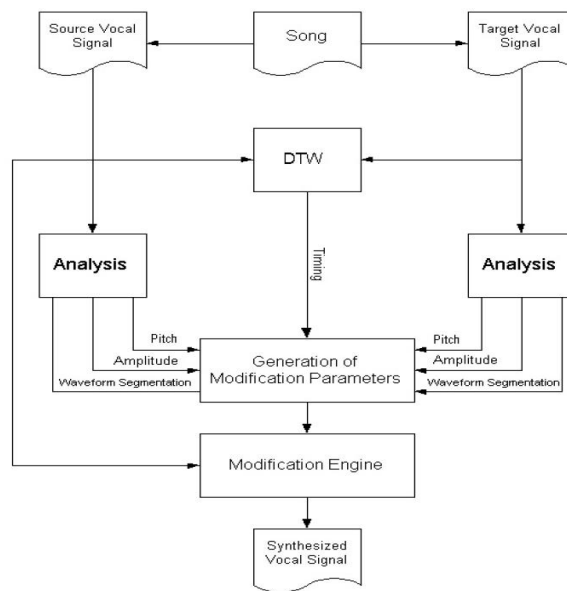 Source Vocal
Signal
Song
Target Vocal
Signal
DTW
Timing
Analysis
Analysis
Pitch
Amplitude
Waveform Segmentation
Generation of
Modification Parameters
Pitch
Amplitude
Waveform Segmentation
Modification Engine
Synthesized
Vocal Signal